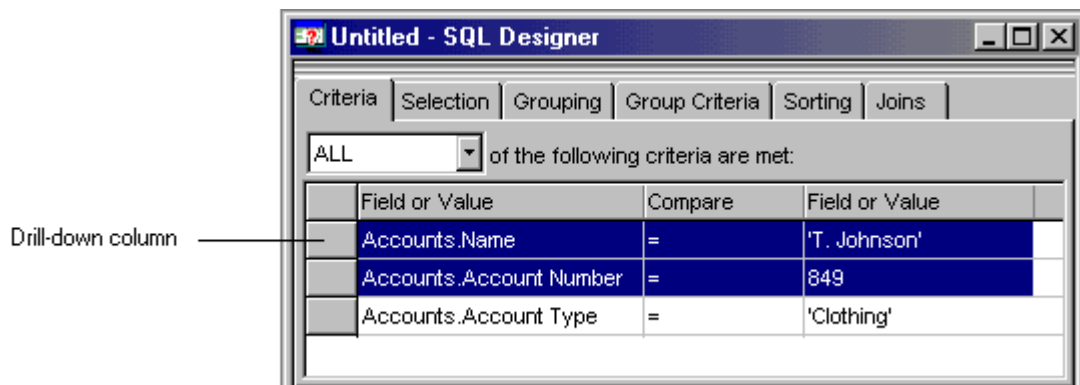 Untitled - SQL Designer
Criteria Selection Grouping Group Criteria Sorting Joins
ALL of the following criteria are met:
Field or Value Compare Field or Value
Drill-down column
Accounts.Name = 'T. Johnson'
Accounts.Account Number = 849
Accounts.Account Type = 'Clothing'